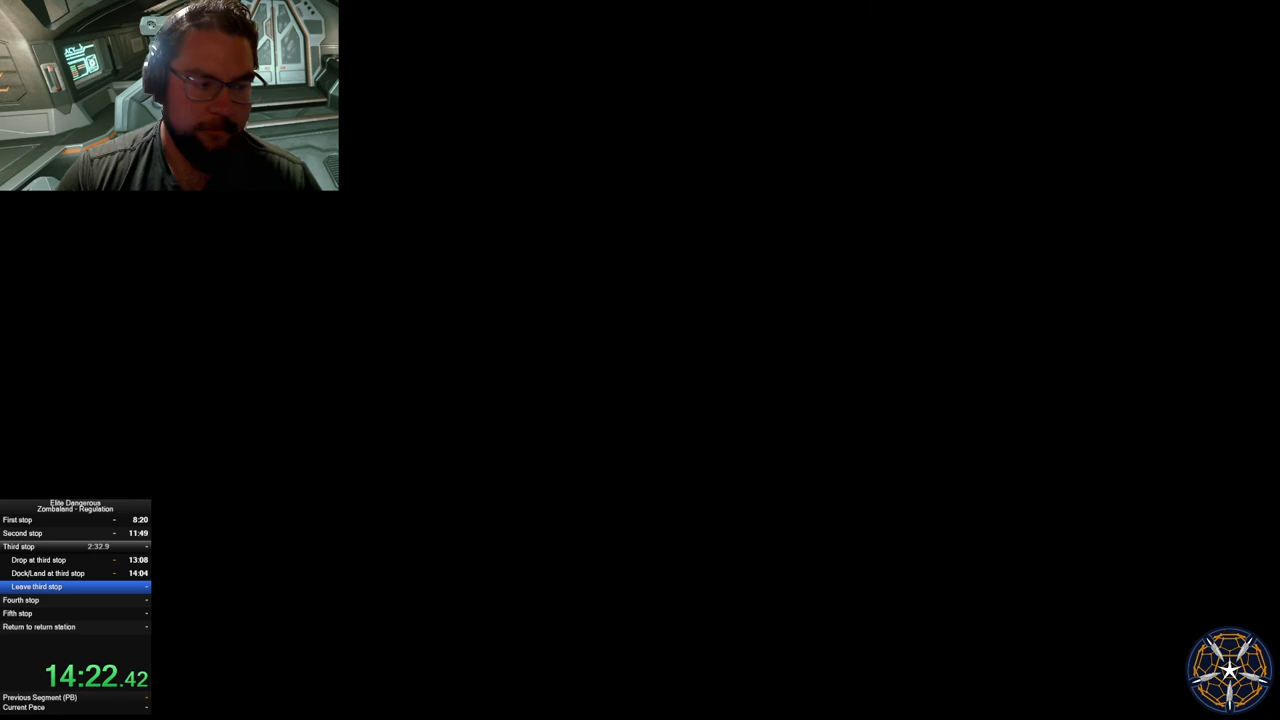 Elite Dangerous
Zombaland - Regulation
First stop - 8:20
Second stop - 11:49
Third stop 2:32.9 -
Drop at third stop - 13:08
Dock/Land at third stop - 14:04
Leave third stop -
Fourth stop -
Fifth stop -
Return to return station -
14:22.42
Previous Segment (PB) -
Current Pace -